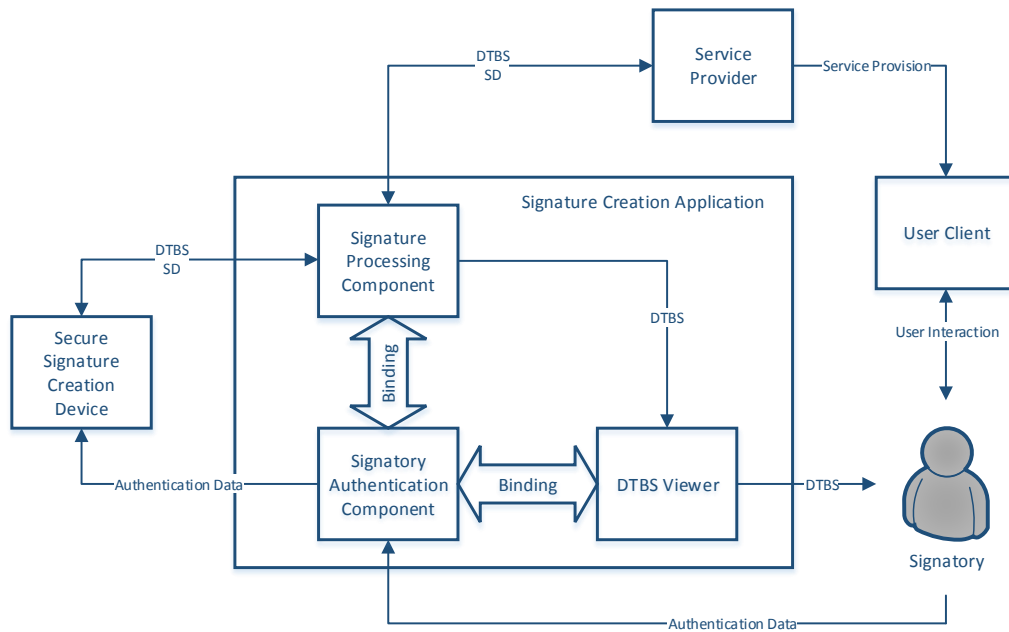 DTBS
SD
Service
Provider
Service Provision
Signature Creation Application
Signature
Processing
Component
User Client
DTBS
SD
DTBS
User Interaction
Secure
Signature
Creation
Device
Binding
Signatory
Authentication
Component
Binding
DTBS Viewer
DTBS
Authentication Data
Signatory
Authentication Data